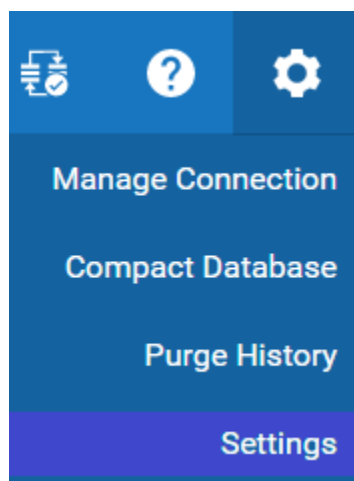 Manage Connection
Compact Database
Purge History
Settings